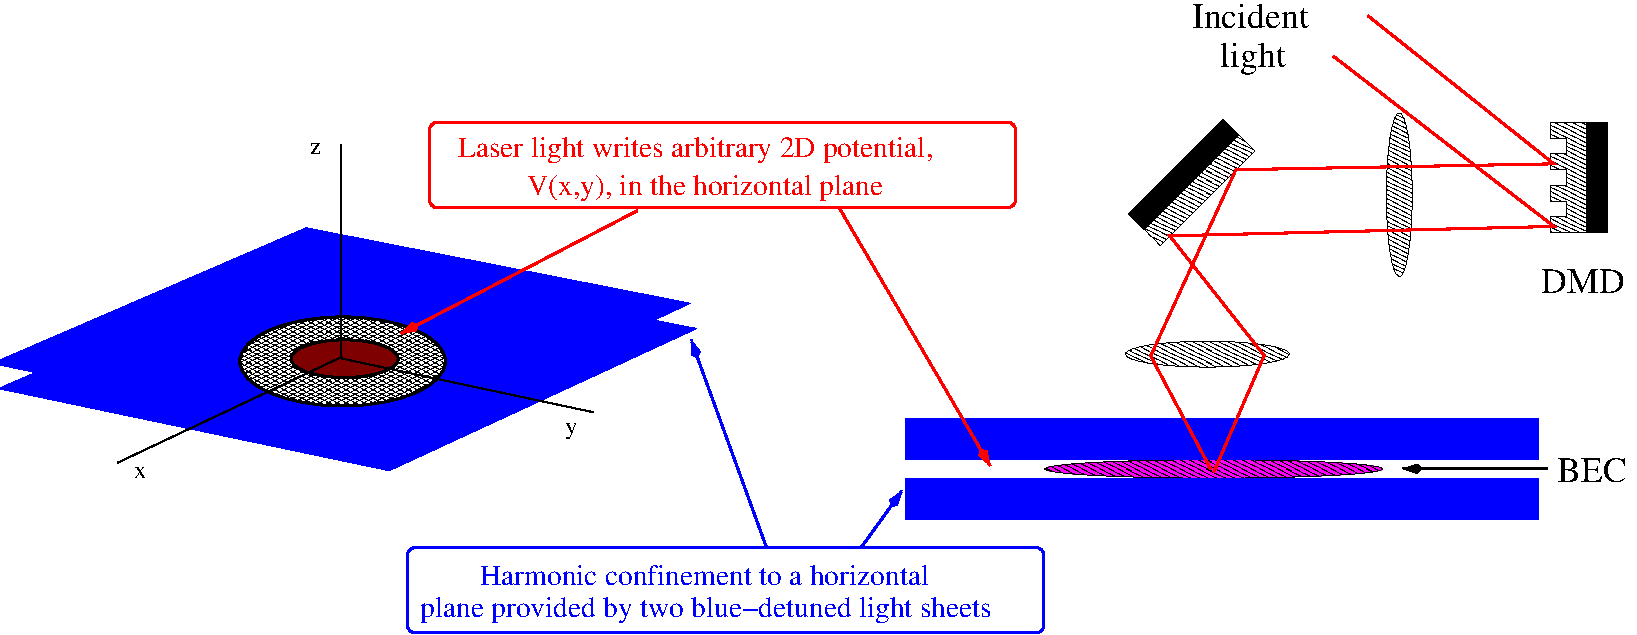 Incident
light
z
Laser light writes arbitrary 2D potential,
V(x,y), in the horizontal plane
DMD
y
x
BEC
Harmonic confinement to a horizontal
plane provided by two blue−detuned light sheets